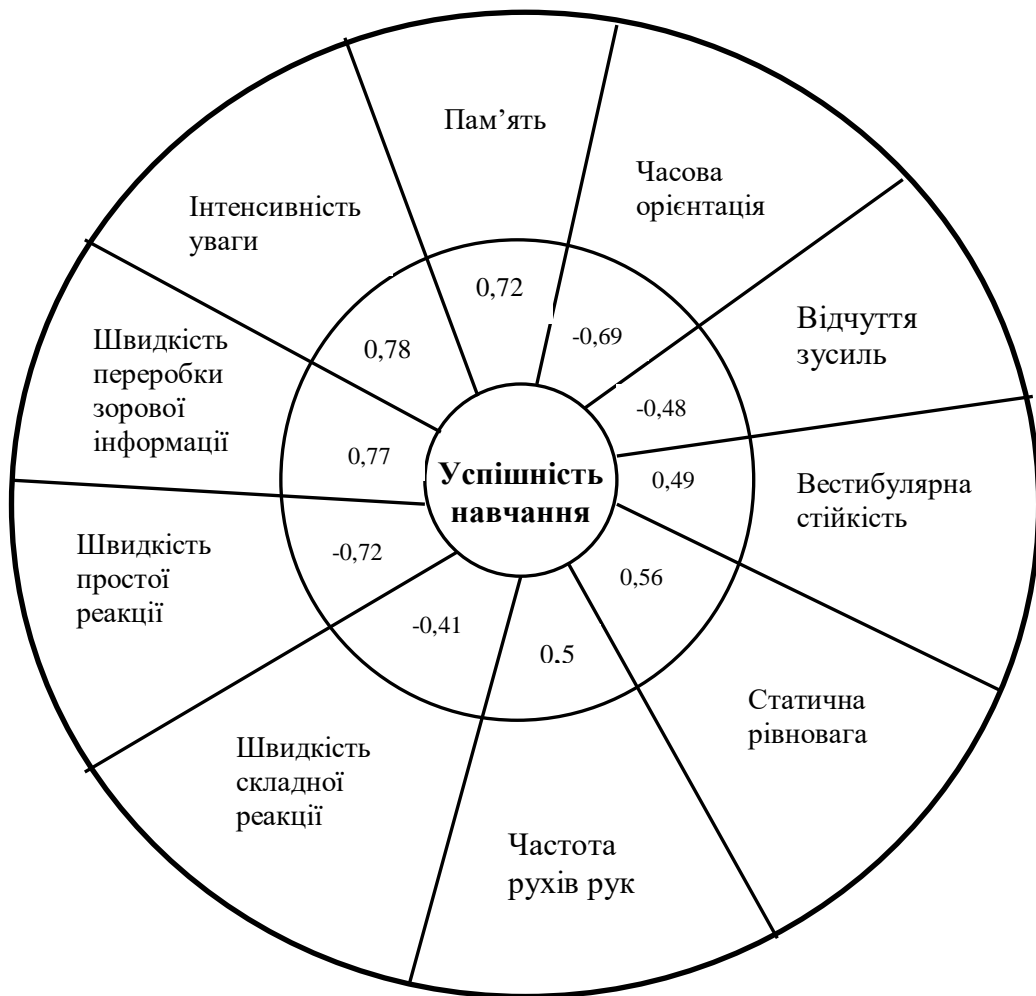 Пам’ять
Часова
орієнтація
Відчуття
зусиль
Вестибулярна
стійкість
Статична
рівновага
Частота
рухів рук
Швидкість
складної
реакції
Швидкість
простої
реакції
Швидкість
переробки
зорової
інформації
Інтенсивність
уваги
0,72
-0,69
-0,48
0,49
0,56
0,5
-0,41
-0,72
0,77
0,78
Успішність
навчання